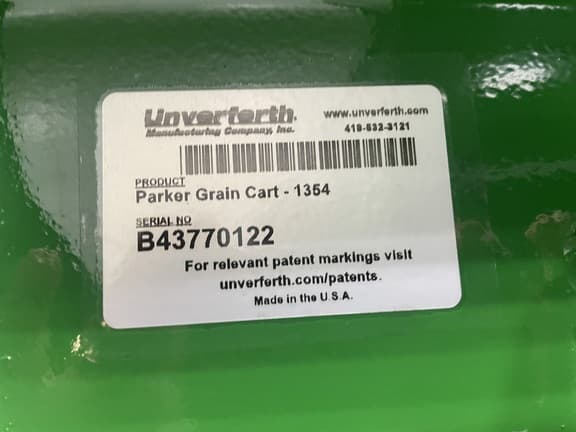 Unverferth
Manufacturing Company, Inc.
www.unverferth.com
419-532-3121
PRODUCT
Parker Grain Cart - 1354
SERIAL NO
B43770122
For relevant patent markings visit
unverferth.com/patents.
Made in the U.S.A.